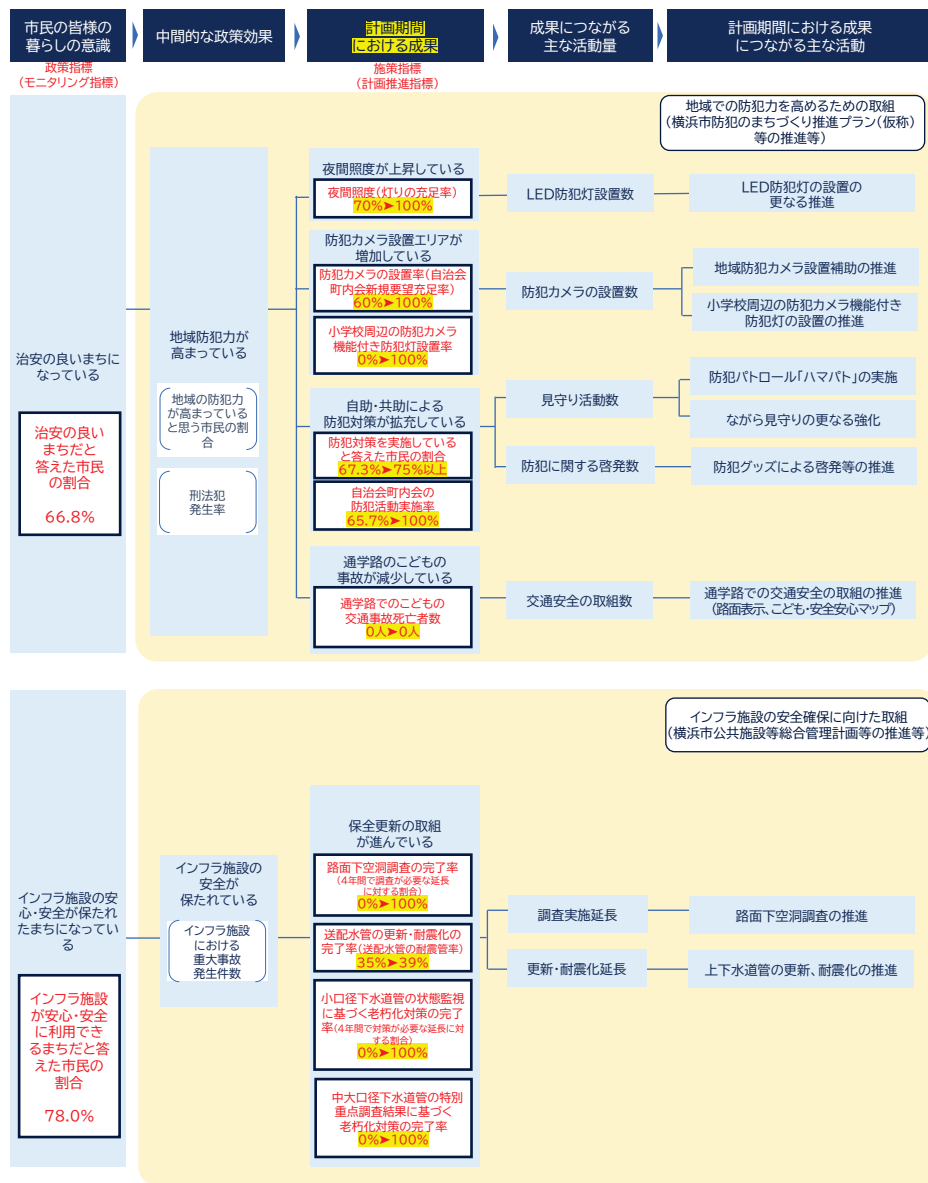 市民の皆様の
暮らしの意識
中間的な政策効果
計画期間
における成果
成果につながる
主な活動量
計画期間における成果
につながる主な活動
政策指標
（モニタリング指標）
施策指標
（計画推進指標）
地域での防犯力を高めるための取組
（横浜市防犯のまちづくり推進プラン（仮称）
等の推進等）
治安の良いまちに
なっている
治安の良い
まちだと
答えた市民
の割合
66.8%
地域防犯力が
高まっている
地域の防犯力
が高まっている
と思う市民の割
合
刑法犯
発生率
夜間照度が上昇している
夜間照度（灯りの充足率）
70%➤100%
LED防犯灯設置数
LED防犯灯の設置の
更なる推進
防犯カメラ設置エリアが
増加している
防犯カメラの設置率（自治会
町内会新規要望充足率）
60%➤100%
小学校周辺の防犯カメラ
機能付き防犯灯設置率
0%➤100%
防犯カメラの設置数
地域防犯カメラ設置補助の推進
小学校周辺の防犯カメラ機能付き
防犯灯の設置の推進
自助・共助による
防犯対策が拡充している
防犯対策を実施している
と答えた市民の割合
67.3%➤75%以上
自治会町内会の
防犯活動実施率
65.7%➤100%
見守り活動数
防犯パトロール「ハマパト」の実施
ながら見守りの更なる強化
防犯に関する啓発数
防犯グッズによる啓発等の推進
通学路のこどもの
事故が減少している
通学路でのこどもの
交通事故死亡者数
0人➤0人
交通安全の取組数
通学路での交通安全の取組の推進
（路面表示、こども・安全安心マップ）
インフラ施設の安全確保に向けた取組
（横浜市公共施設等総合管理計画等の推進等）
インフラ施設の安
心・安全が保たれ
たまちになってい
る
インフラ施設
が安心・安全
に利用でき
るまちだと答
えた市民の
割合
78.0%
インフラ施設の
安全が
保たれている
インフラ施設
における
重大事故
発生件数
保全更新の取組
が進んでいる
路面下空洞調査の完了率
（4年間で調査が必要な延長
に対する割合）
0%➤100%
送配水管の更新・耐震化の
完了率（送配水管の耐震管率）
35%➤39%
小口径下水道管の状態監視
に基づく老朽化対策の完了
率（4年間で対策が必要な延長に対
する割合）
0%➤100%
中大口径下水道管の特別
重点調査結果に基づく
老朽化対策の完了率
0%➤100%
調査実施延長
路面下空洞調査の推進
更新・耐震化延長
上下水道管の更新、耐震化の推進